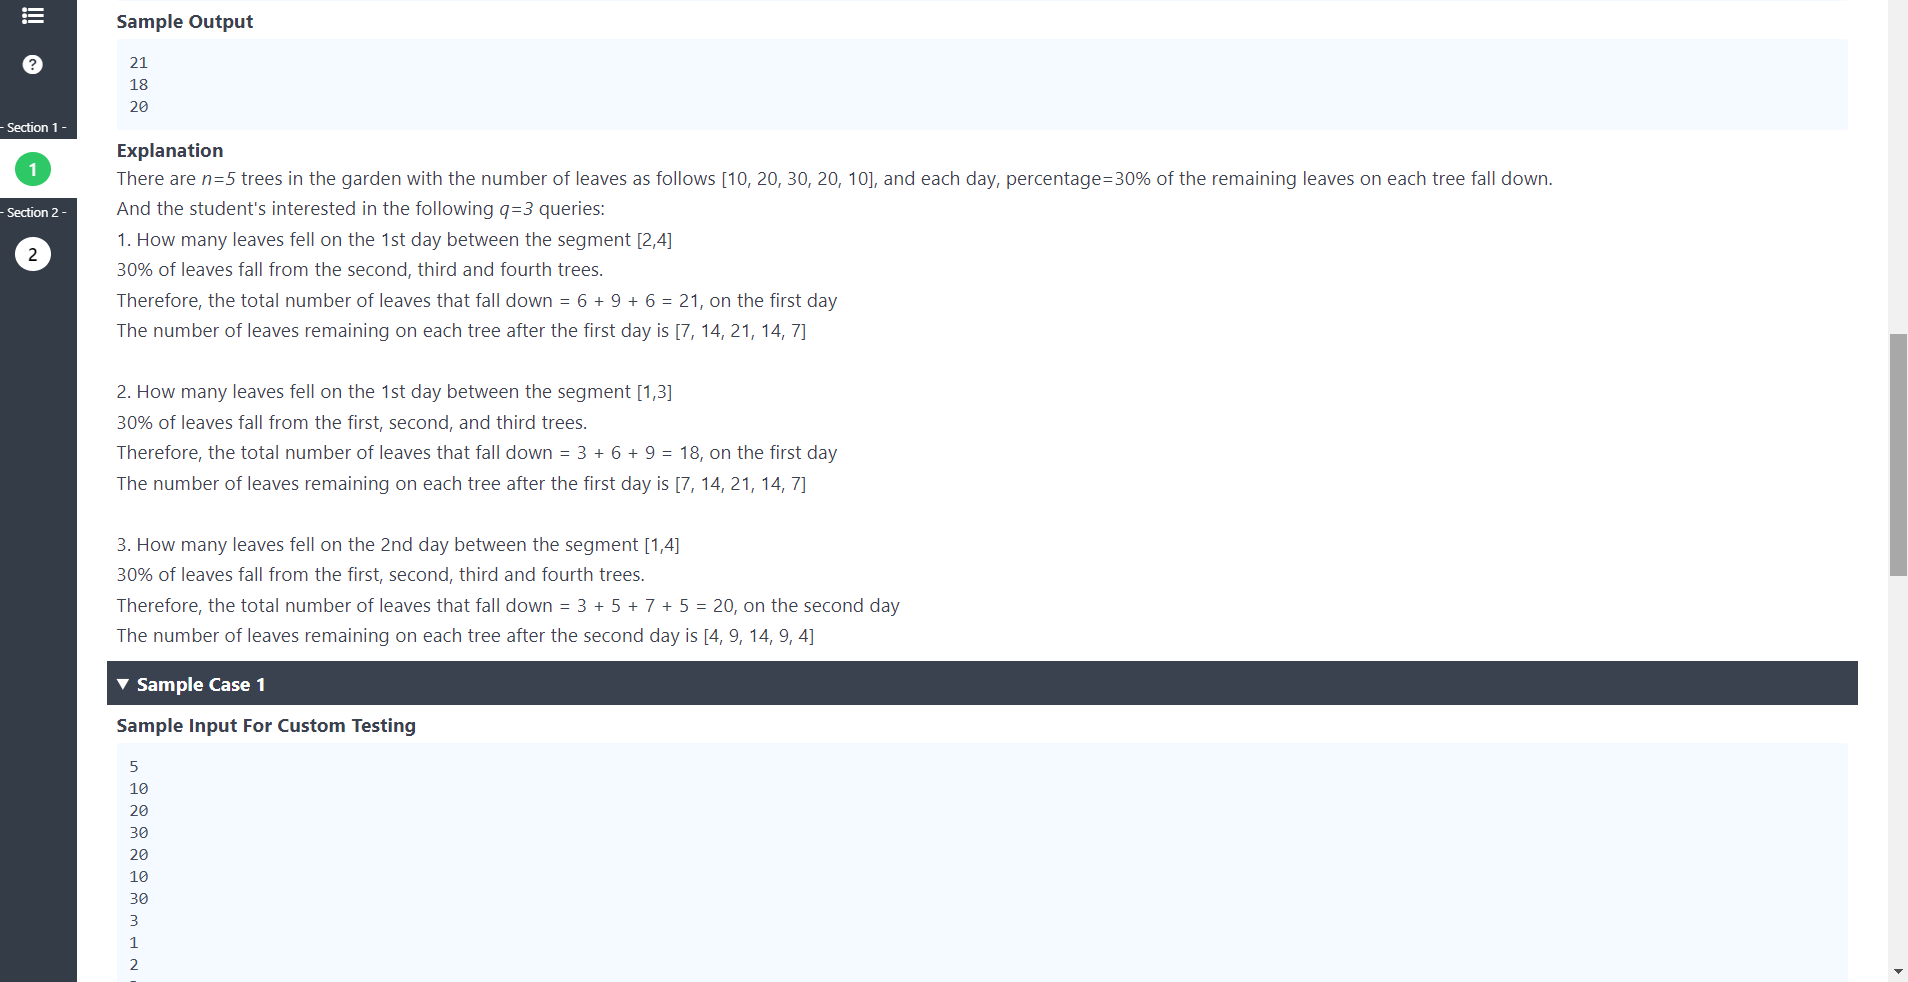 Sample Output
21
18
20
- Section 1 -
1
- Section 2 -
2
Explanation
There are n=5 trees in the garden with the number of leaves as follows [10, 20, 30, 20, 10], and each day, percentage=30% of the remaining leaves on each tree fall down.
And the student's interested in the following q=3 queries:
1. How many leaves fell on the 1st day between the segment [2,4]
30% of leaves fall from the second, third and fourth trees.
Therefore, the total number of leaves that fall down = 6 + 9 + 6 = 21, on the first day
The number of leaves remaining on each tree after the first day is [7, 14, 21, 14, 7]
2. How many leaves fell on the 1st day between the segment [1,3]
30% of leaves fall from the first, second, and third trees.
Therefore, the total number of leaves that fall down = 3 + 6 + 9 = 18, on the first day
The number of leaves remaining on each tree after the first day is [7, 14, 21, 14, 7]
3. How many leaves fell on the 2nd day between the segment [1,4]
30% of leaves fall from the first, second, third and fourth trees.
Therefore, the total number of leaves that fall down = 3 + 5 + 7 + 5 = 20, on the second day
The number of leaves remaining on each tree after the second day is [4, 9, 14, 9, 4]
▼ Sample Case 1
Sample Input For Custom Testing
5
10
20
30
20
10
30
3
1
2